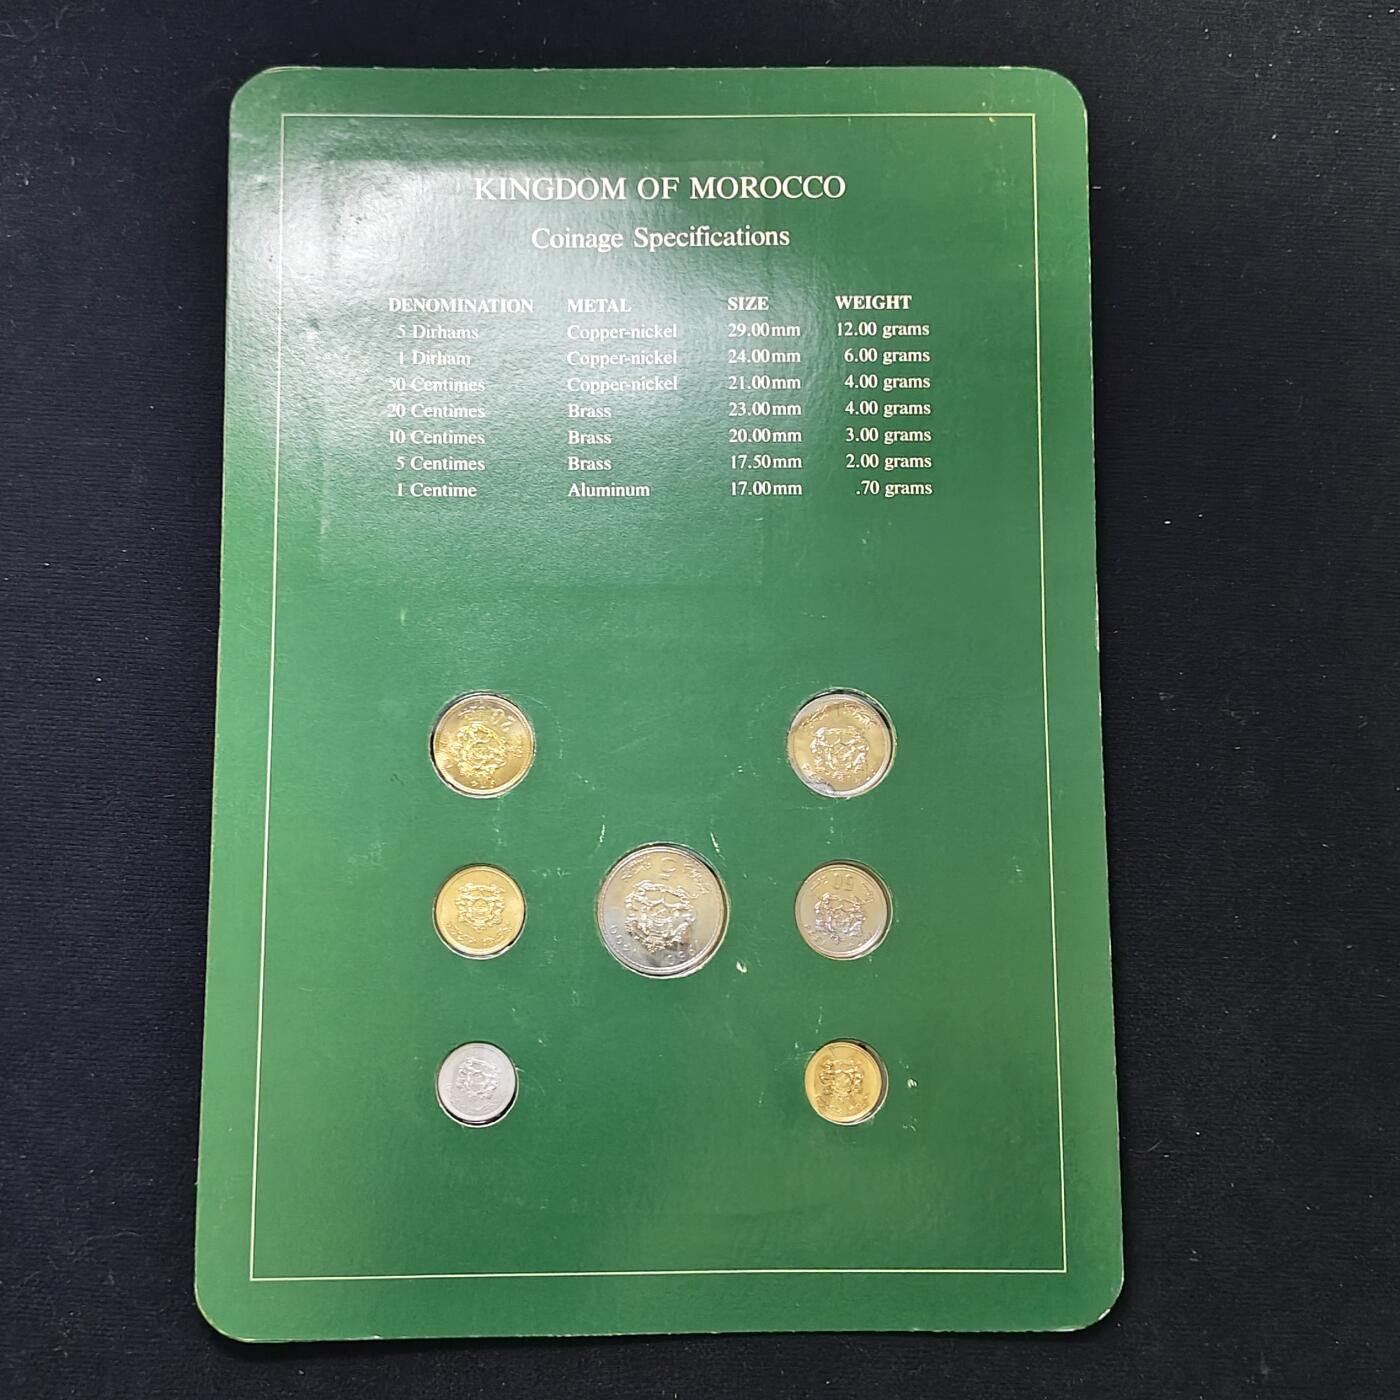 KINGDOM OF MOROCCO
Coinage Specifications
DENOMINATION METAL SIZE WEIGHT
5 Dirhams Copper-nickel 29.00mm 12.00 grams
1 Dirham Copper-nickel 24.00mm 6.00 grams
50 Centimes Copper-nickel 21.00mm 4.00 grams
20 Centimes Brass 23.00mm 4.00 grams
10 Centimes Brass 20.00mm 3.00 grams
5 Centimes Brass 17.50mm 2.00 grams
1 Centime Aluminum 17.00mm .70 grams
20
5
50